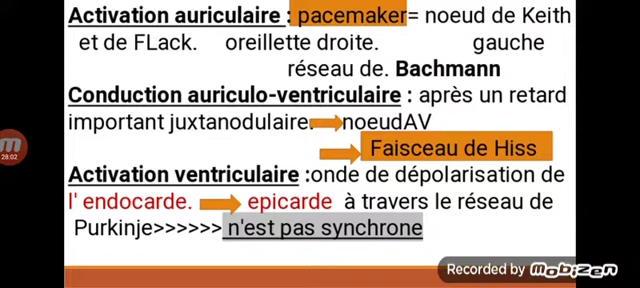 Activation auriculaire : pacemaker= noeud de Keith
et de FLack. oreillette droite. gauche
réseau de. Bachmann
Conduction auriculo-ventriculaire : après un retard
important juxtanodulaire. noeudAV
Faisceau de Hiss
Activation ventriculaire :onde de dépolarisation de
l' endocarde. epicarde à travers le réseau de
Purkinje>>>>>> n'est pas synchrone
28:02
Recorded by Mobizen